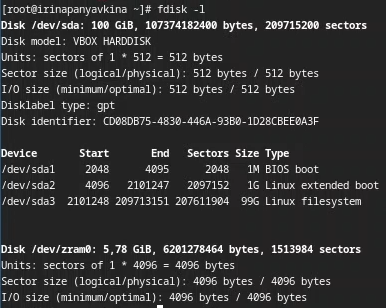 [root@irinapanyavkina ~]# fdisk -l
Disk /dev/sda: 100 GiB, 107374182400 bytes, 209715200 sectors
Disk model: VBOX HARDDISK
Units: sectors of 1 * 512 = 512 bytes
Sector size (logical/physical): 512 bytes / 512 bytes
I/O size (minimum/optimal): 512 bytes / 512 bytes
Disklabel type: gpt
Disk identifier: CD08DB75-4830-446A-93B0-1D28CBEE0A3F
Device Start End Sectors Size Type
/dev/sda1 2048 4095 2048 1M BIOS boot
/dev/sda2 4096 2101247 2097152 1G Linux extended boot
/dev/sda3 2101248 209713151 207611904 99G Linux filesystem
Disk /dev/zram0: 5,78 GiB, 6201278464 bytes, 1513984 sectors
Units: sectors of 1 * 4096 = 4096 bytes
Sector size (logical/physical): 4096 bytes / 4096 bytes
I/O size (minimum/optimal): 4096 bytes / 4096 bytes